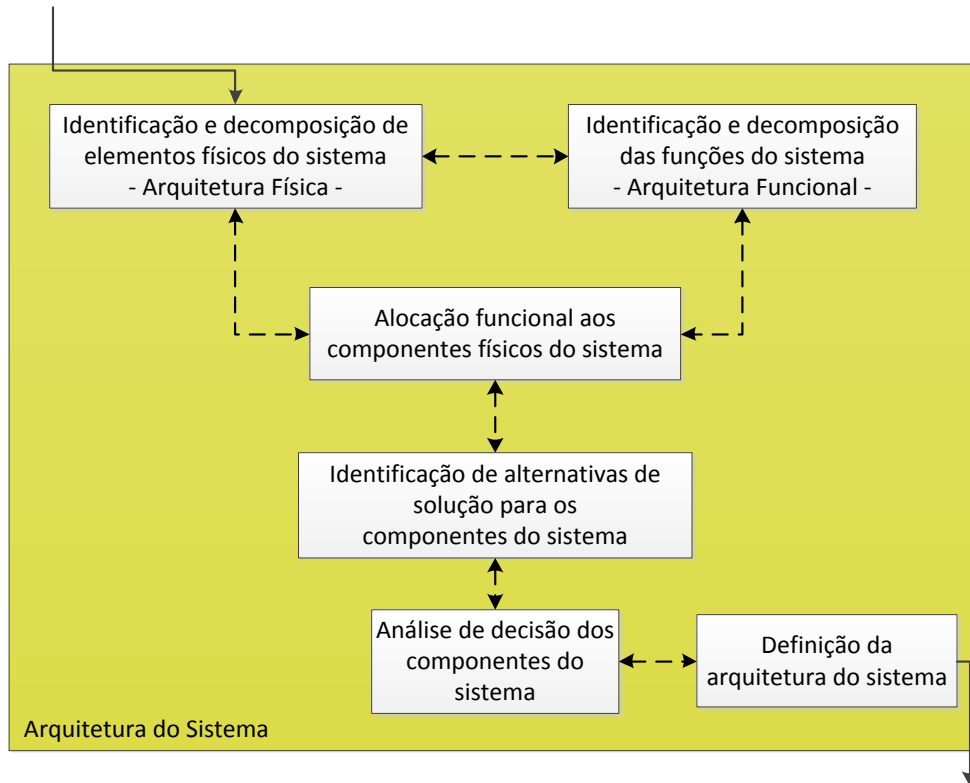 Identificação e decomposição de
elementos físicos do sistema
- Arquitetura Física -
Identificação e decomposição
das funções do sistema
- Arquitetura Funcional -
Alocação funcional aos
componentes físicos do sistema
Identificação de alternativas de
solução para os
componentes do sistema
Análise de decisão dos
componentes do
sistema
Definição da
arquitetura do sistema
Arquitetura do Sistema